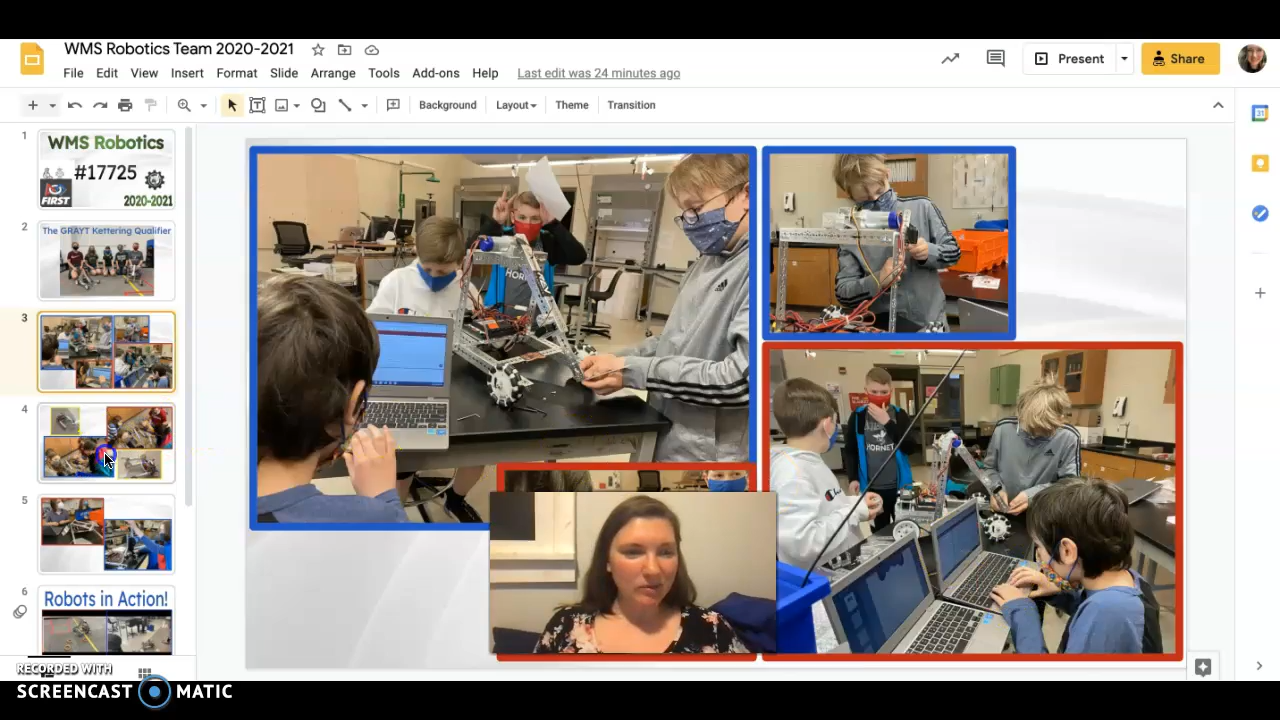 WMS Robotics Team 2020-2021
File Edit View Insert Format Slide Arrange Tools Add-ons Help Last edit was 24 minutes ago
Present
Share
Background Layout Theme Transition
1
WMS Robotics
#17725
FIRST
2020-2021
2
The GRAYT Kettering Qualifier
3
4
5
6
Robots in Action!
HORNET
HORNET
RECORDED WITH
SCREENCAST MATIC